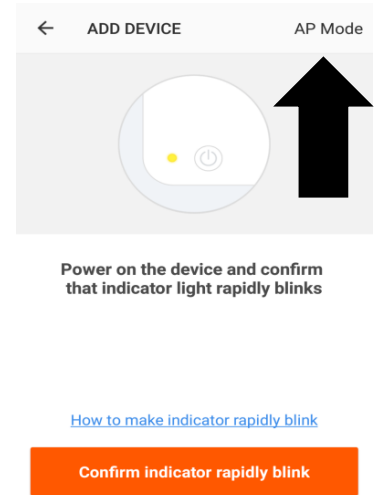 ADD DEVICE AP Mode
Power on the device and confirm
that indicator light rapidly blinks
How to make indicator rapidly blink
Confirm indicator rapidly blink